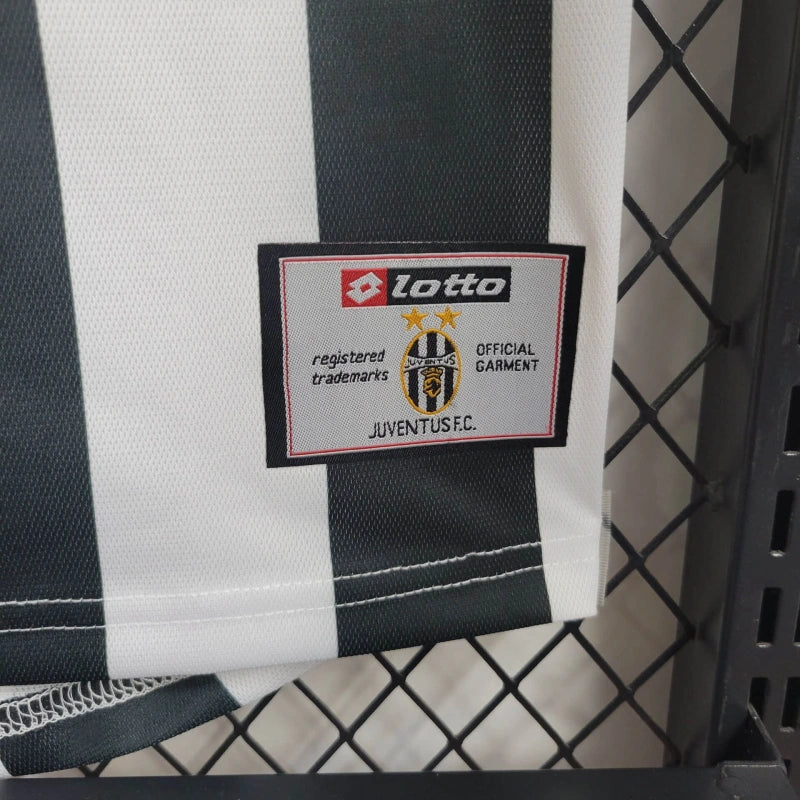 lotto
registered
trademarks
JUVENTUS
OFFICIAL
GARMENT
JUVENTUS F.C.